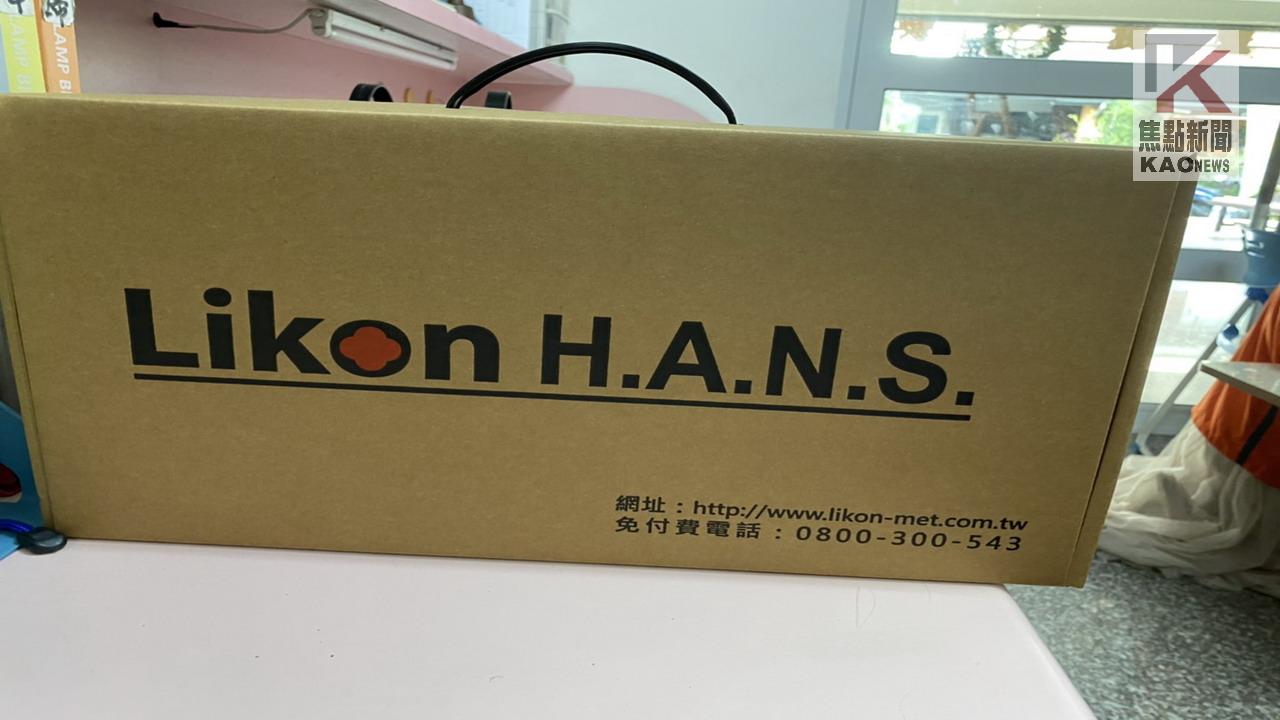 焦點新聞
KAONEWS
Likon H.A.N.S.
網址：http://www.likon-met.com.tw
免付費電話：0800-300-543